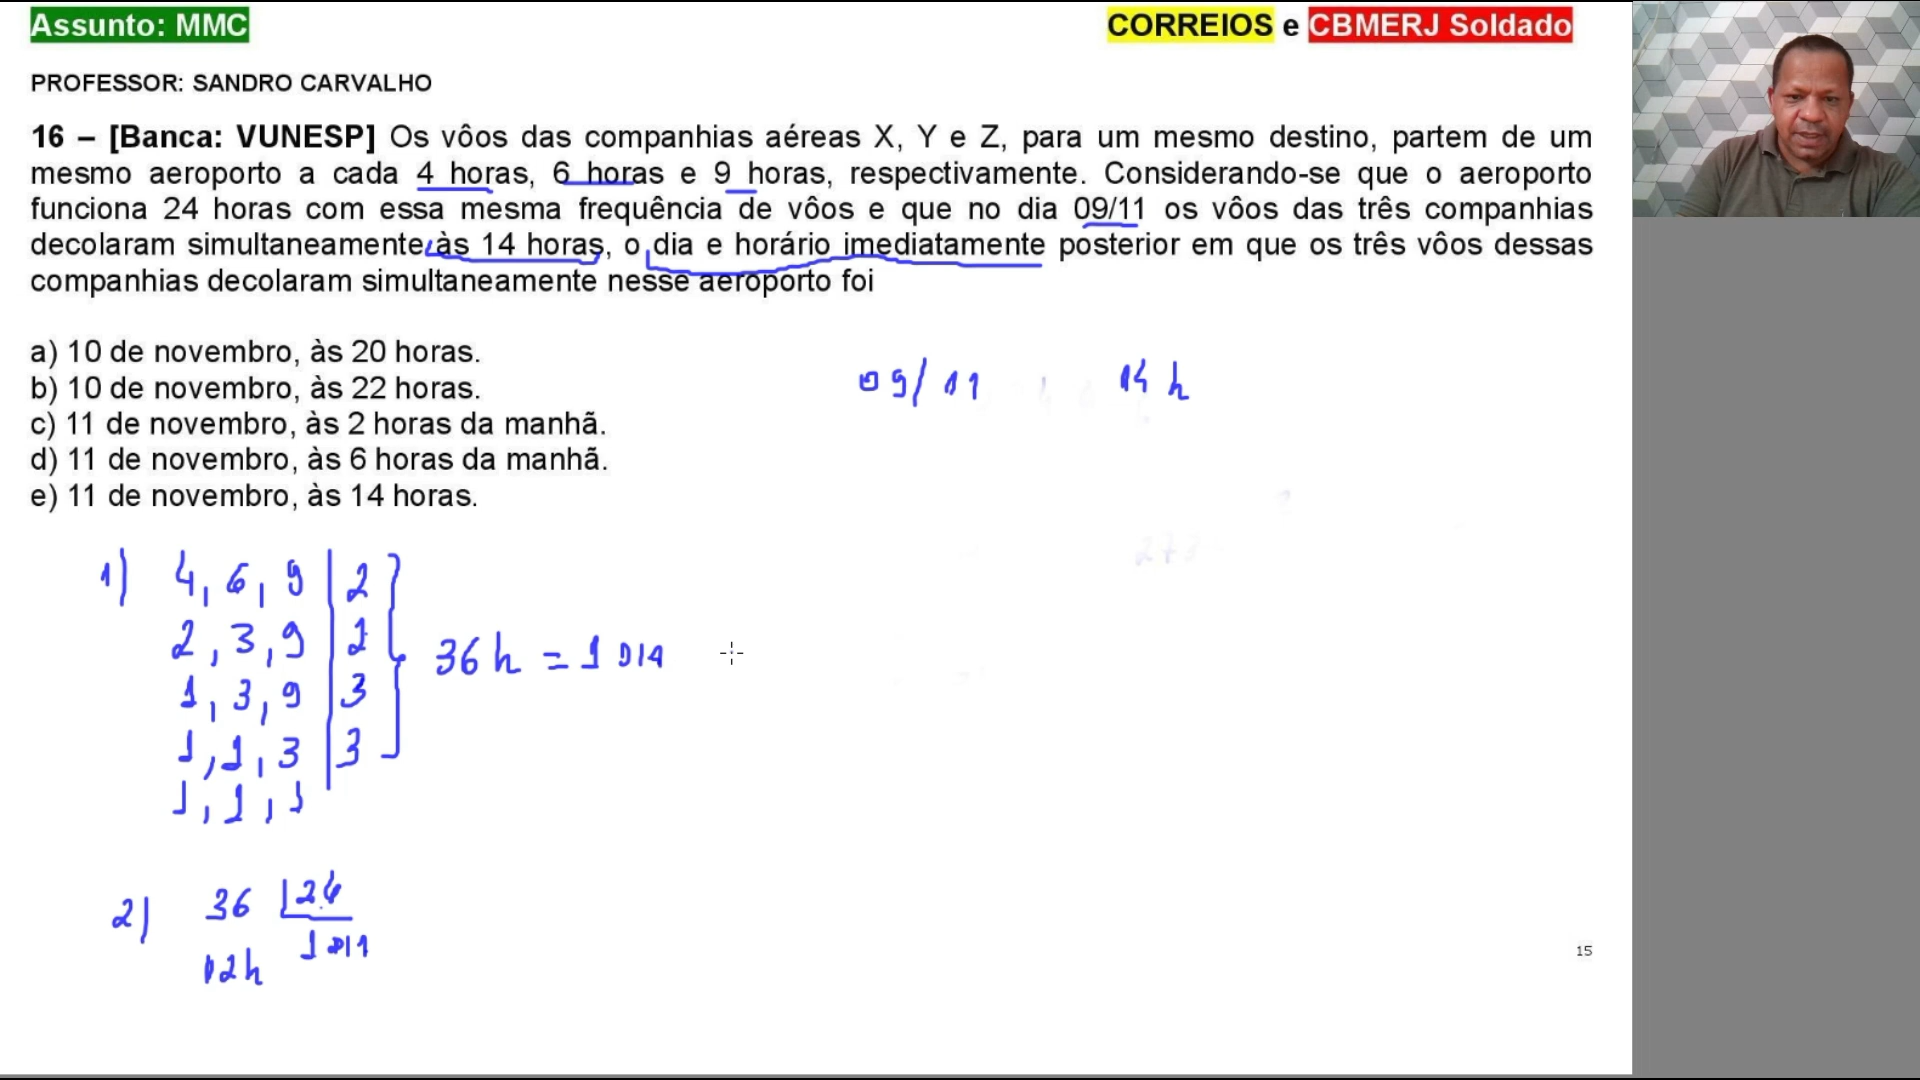 Assunto: MMC CORREIOS e CBMERJ Soldado
PROFESSOR: SANDRO CARVALHO
16 – [Banca: VUNESP] Os vôos das companhias aéreas X, Y e Z, para um mesmo destino, partem de um
mesmo aeroporto a cada 4 horas, 6 horas e 9 horas, respectivamente. Considerando-se que o aeroporto
funciona 24 horas com essa mesma frequência de vôos e que no dia 09/11 os vôos das três companhias
decolaram simultaneamente às 14 horas, o dia e horário imediatamente posterior em que os três vôos dessas
companhias decolaram simultaneamente nesse aeroporto foi
a) 10 de novembro, às 20 horas.
b) 10 de novembro, às 22 horas.
c) 11 de novembro, às 2 horas da manhã.
d) 11 de novembro, às 6 horas da manhã.
e) 11 de novembro, às 14 horas.
09/11 14 h
1) 4, 6, 9 | 2
2, 3, 9 | 2
36 h = 1 DIA
1, 3, 9 | 3
1, 1, 3 | 3
1, 1, 1
2) 36 24
12h 1 DIA
15